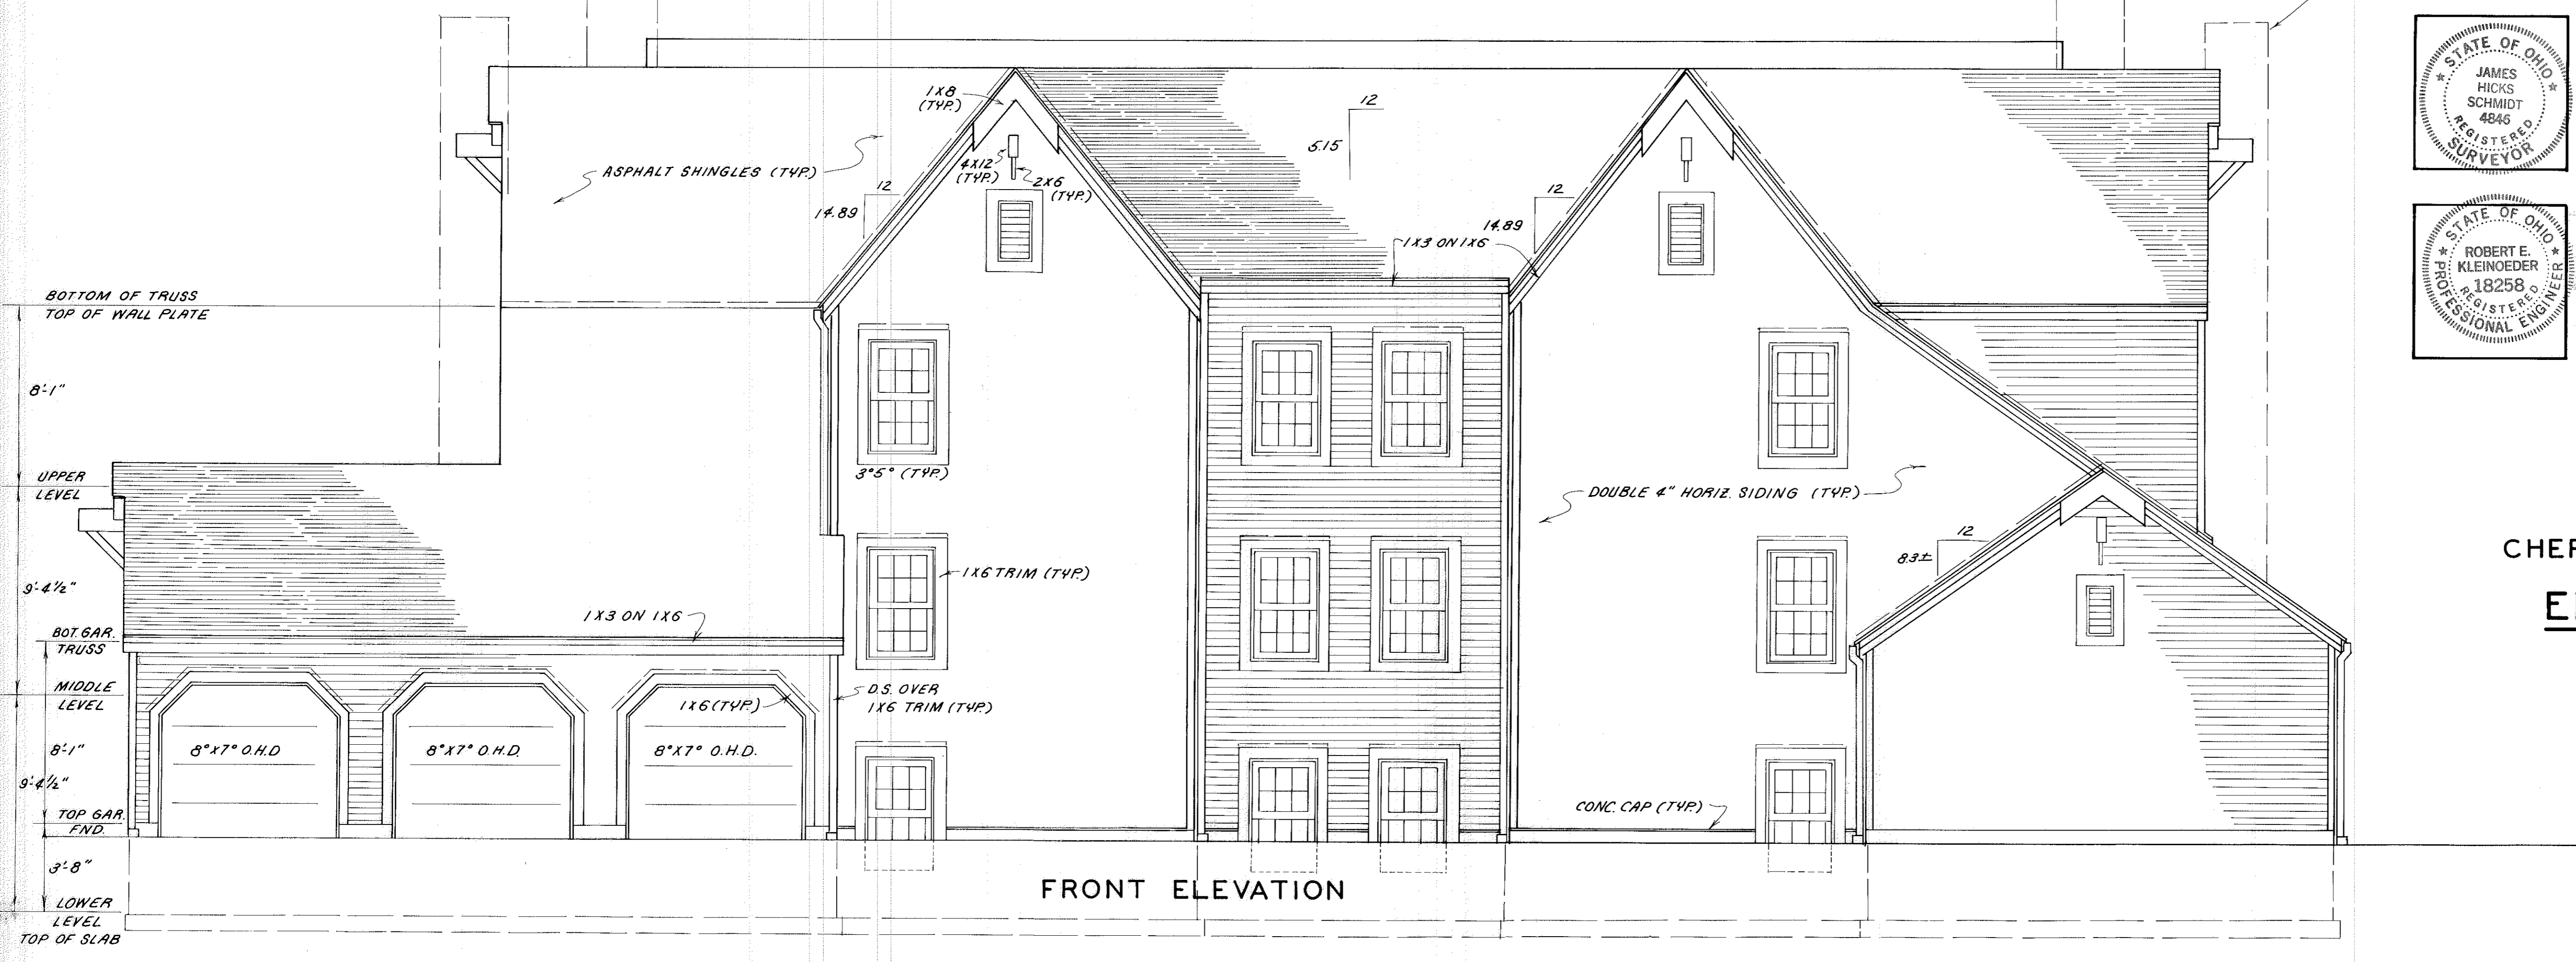 STATE OF OHIO
JAMES
HICKS
SCHMIDT
4846
REGISTERED
SURVEYOR
STATE OF OHIO
ROBERT E.
KLEINOEDER
18258
REGISTERED
PROFESSIONAL ENGINEER
1X8
(TYP.)
ASPHALT SHINGLES (TYP.)
4X12
(TYP.)
2X6
(TYP.)
12
14.89
12
5.15
12
14.89
1X3 ON 1X6
BOTTOM OF TRUSS
TOP OF WALL PLATE
8'-1"
UPPER
LEVEL
9'-4½"
BOT. GAR.
TRUSS
MIDDLE
LEVEL
8'-1"
9'-4½"
TOP GAR.
FND.
3'-8"
LOWER
LEVEL
TOP OF SLAB
3°5° (TYP.)
DOUBLE 4" HORIZ. SIDING (TYP.)
12
8.3±
1X6 TRIM (TYP.)
1X3 ON 1X6
D.S. OVER
1X6 TRIM (TYP.)
1X6 (TYP.)
8°X7° O.H.D
8°X7° O.H.D.
8°X7° O.H.D.
CONC. CAP (TYP.)
FRONT ELEVATION